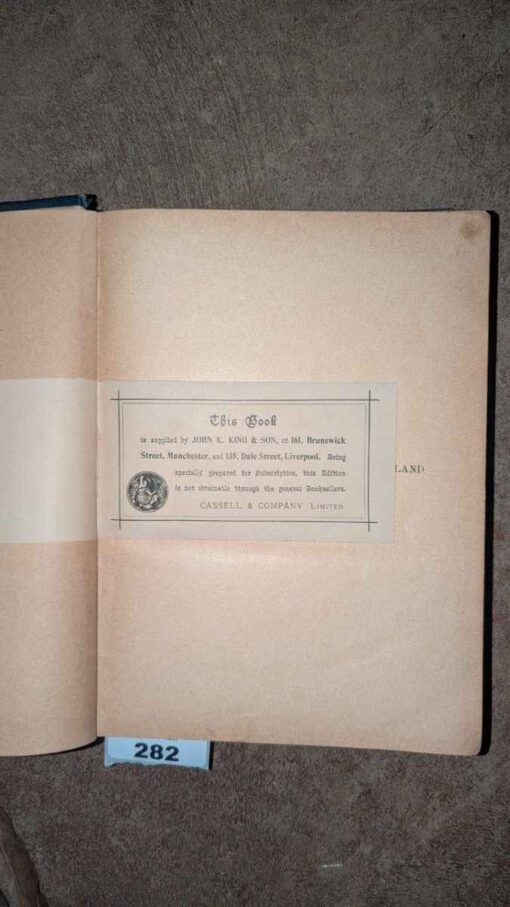 This Book
is supplied by JOHN K. KING & SON, of 161, Brunswick
Street, Manchester, and 135, Dale Street, Liverpool. Being
specially prepared for Subscription, this Edition
is not obtainable through the general Booksellers.
CASSELL & COMPANY LIMITED.
LAND
282